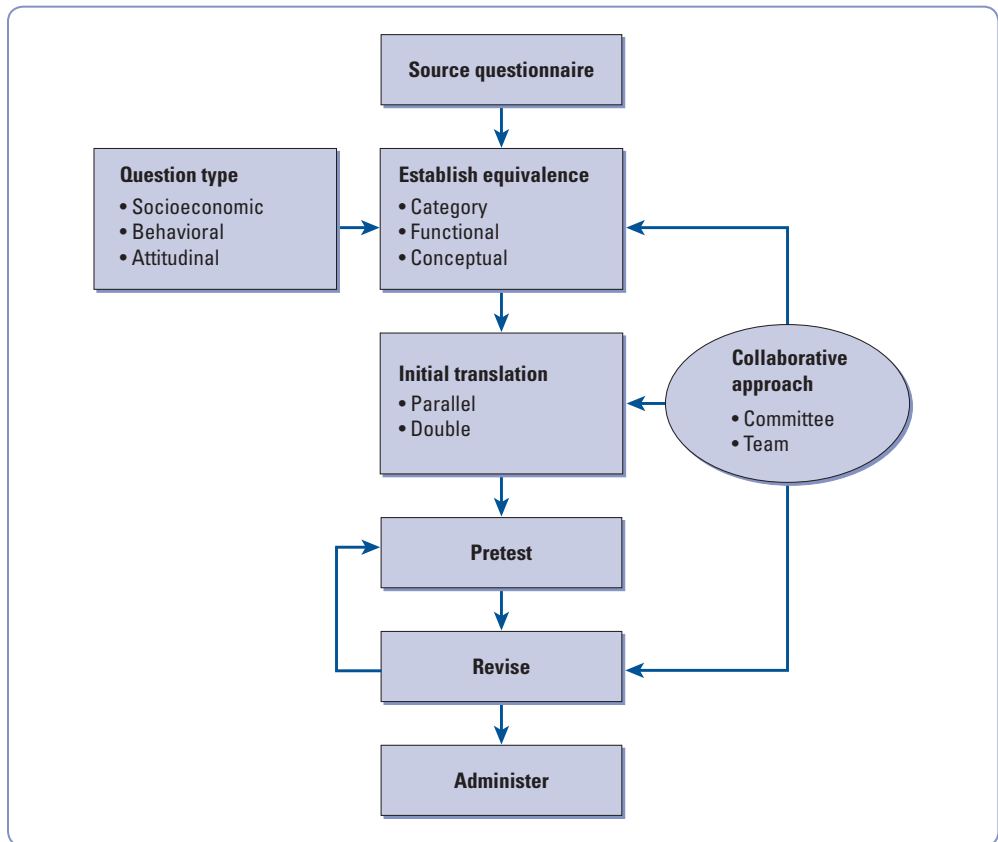 Source questionnaire
Question type
• Socioeconomic
• Behavioral
• Attitudinal
Establish equivalence
• Category
• Functional
• Conceptual
Initial translation
• Parallel
• Double
Collaborative
approach
• Committee
• Team
Pretest
Revise
Administer